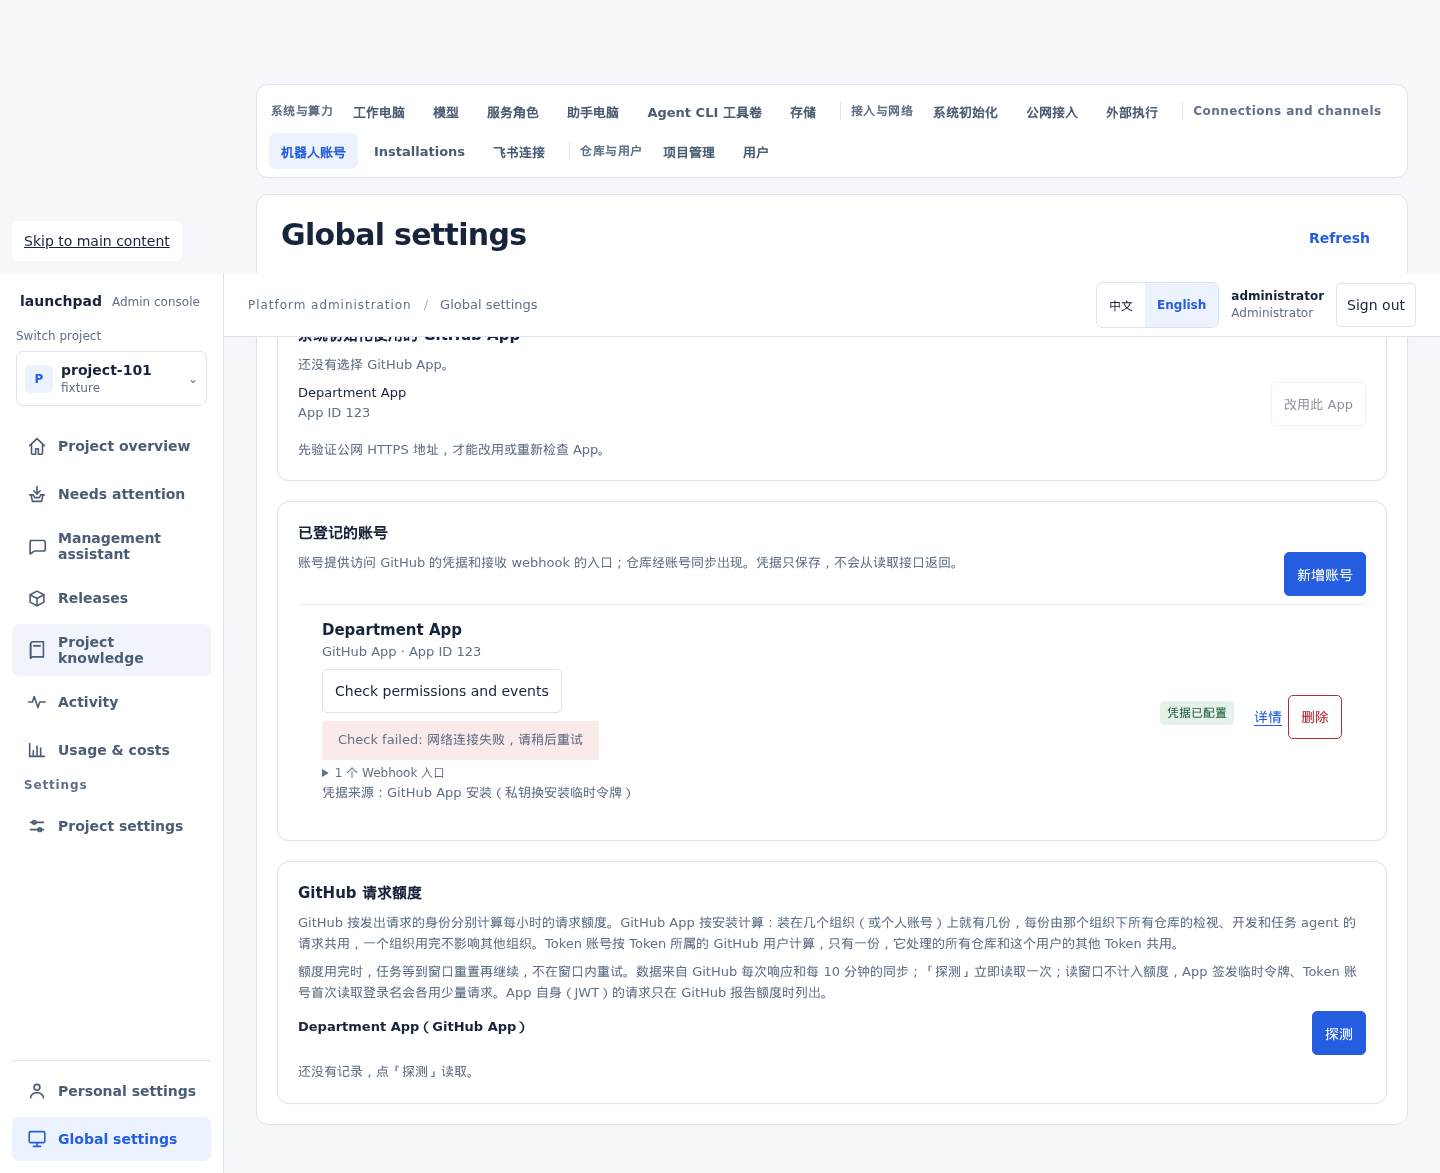 系统与算力 工作电脑 模型 服务角色 助手电脑 Agent CLI 工具卷 存储 接入与网络 系统初始化 公网接入 外部执行 Connections and channels
机器人账号 Installations 飞书连接 仓库与用户 项目管理 用户
Global settings
Refresh
Skip to main content
launchpad Admin console
Platform administration / Global settings
中文 English
administrator
Administrator
Sign out
Switch project
P
project-101
fixture
Project overview
Needs attention
Management
assistant
Releases
Project
knowledge
Activity
Usage & costs
Settings
Project settings
Personal settings
Global settings
系统初始化使用的 GitHub App
还没有选择 GitHub App。
Department App
App ID 123
改用此 App
先验证公网 HTTPS 地址，才能改用或重新检查 App。
已登记的账号
账号提供访问 GitHub 的凭据和接收 webhook 的入口；仓库经账号同步出现。凭据只保存，不会从读取接口返回。
新增账号
Department App
GitHub App · App ID 123
Check permissions and events
Check failed: 网络连接失败，请稍后重试
1 个 Webhook 入口
凭据来源：GitHub App 安装（私钥换安装临时令牌）
凭据已配置
详情
删除
GitHub 请求额度
GitHub 按发出请求的身份分别计算每小时的请求额度。GitHub App 按安装计算：装在几个组织（或个人账号）上就有几份，每份由那个组织下所有仓库的检视、开发和任务 agent 的
请求共用，一个组织用完不影响其他组织。Token 账号按 Token 所属的 GitHub 用户计算，只有一份，它处理的所有仓库和这个用户的其他 Token 共用。
额度用完时，任务等到窗口重置再继续，不在窗口内重试。数据来自 GitHub 每次响应和每 10 分钟的同步；「探测」立即读取一次；读窗口不计入额度，App 签发临时令牌、Token 账
号首次读取登录名会各用少量请求。App 自身（JWT）的请求只在 GitHub 报告额度时列出。
Department App（GitHub App）
探测
还没有记录，点「探测」读取。